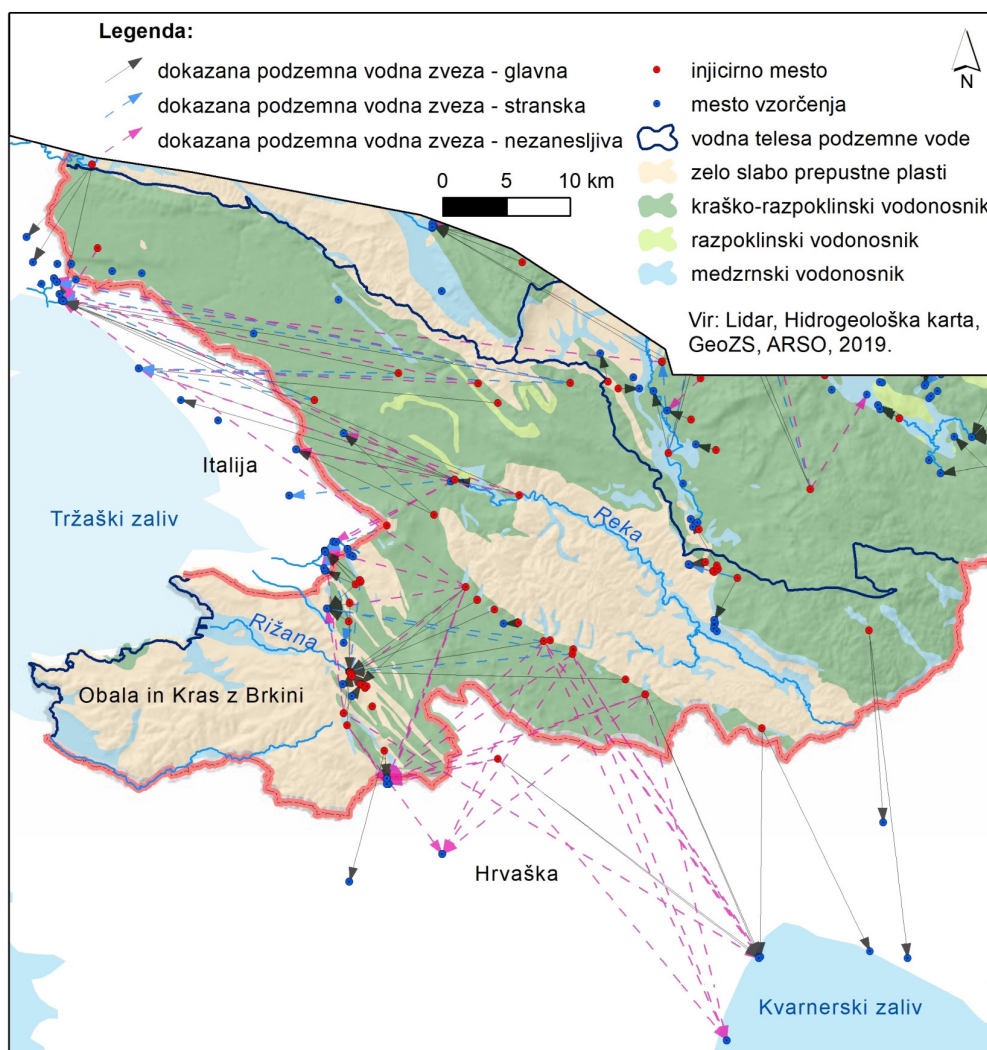 Legenda:
dokazana podzemna vodna zveza - glavna
dokazana podzemna vodna zveza - stranska
dokazana podzemna vodna zveza - nezanesljiva
injicirno mesto
mesto vzorčenja
vodna telesa podzemne vode
zelo slabo prepustne plasti
kraško-razpoklinski vodonosnik
razpoklinski vodonosnik
medzrnski vodonosnik
N
0 5 10 km
Vir: Lidar, Hidrogeološka karta,
GeoZS, ARSO, 2019.
Italija
Tržaški zaliv
Reka
Rižana
Obala in Kras z Brkini
Hrvaška
Kvarnerski zaliv